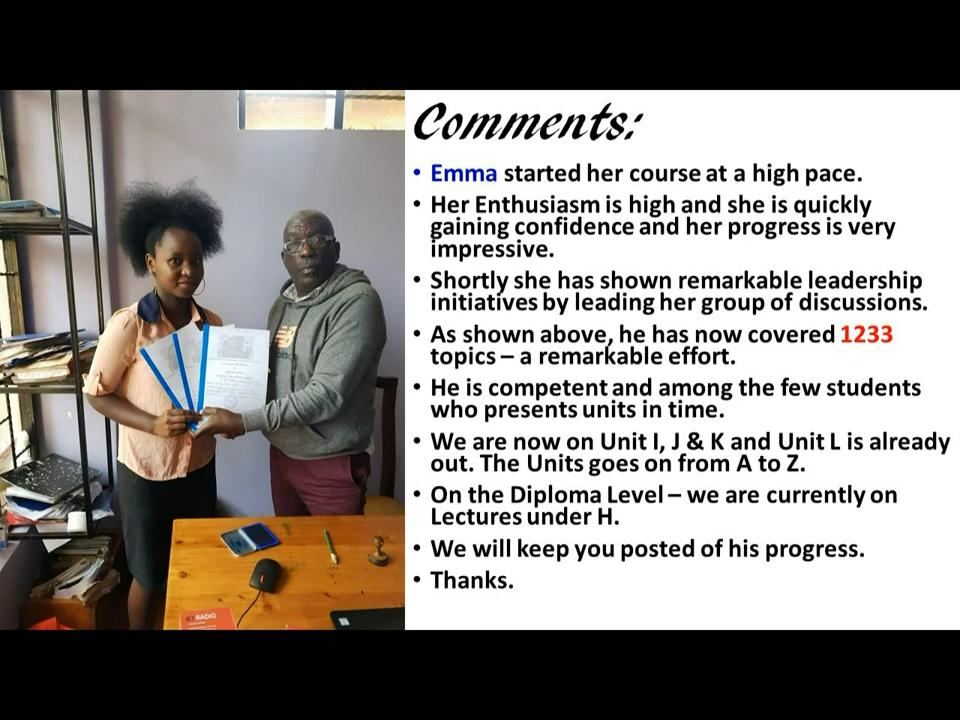 Comments:
• Emma started her course at a high pace.
• Her Enthusiasm is high and she is quickly
gaining confidence and her progress is very
impressive.
• Shortly she has shown remarkable leadership
initiatives by leading her group of discussions.
• As shown above, he has now covered 1233
topics – a remarkable effort.
• He is competent and among the few students
who presents units in time.
• We are now on Unit I, J & K and Unit L is already
out. The Units goes on from A to Z.
• On the Diploma Level – we are currently on
Lectures under H.
• We will keep you posted of his progress.
• Thanks.
RADIO